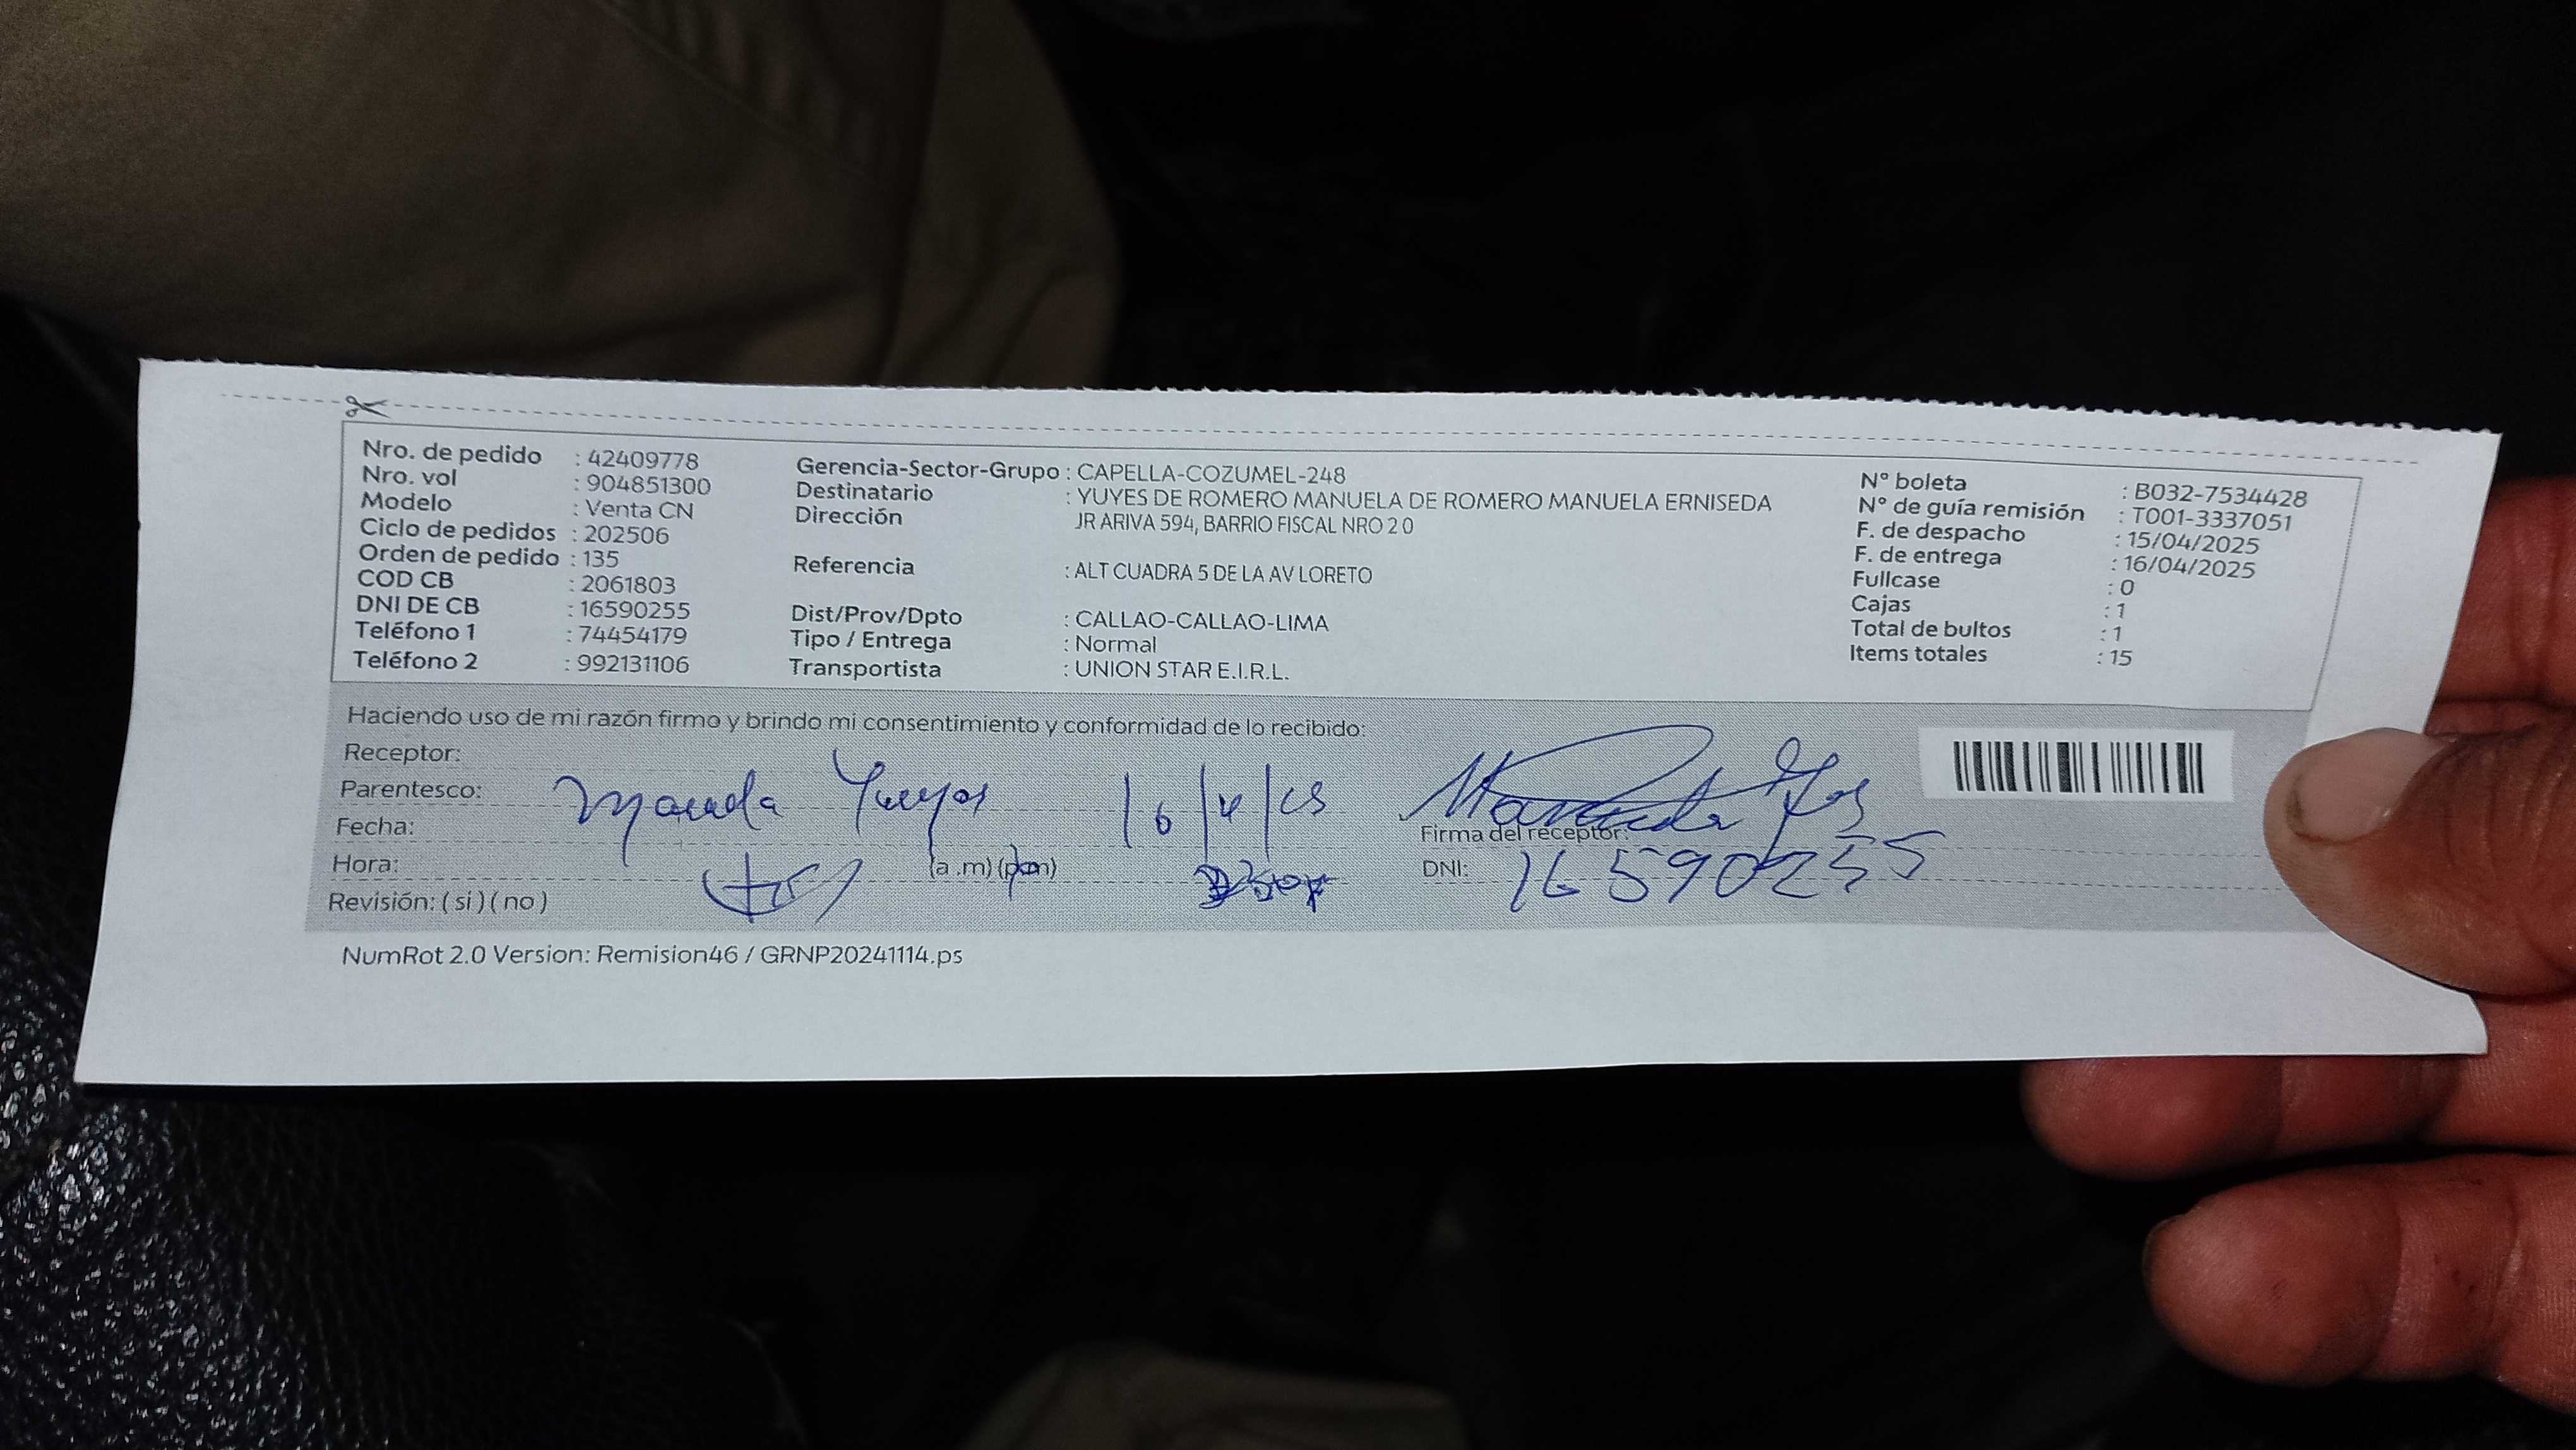 Nro. de pedido : 42409778
Nro. vol : 904851300
Modelo : Venta CN
Ciclo de pedidos : 202506
Orden de pedido : 135
COD CB : 2061803
DNI DE CB : 16590255
Teléfono 1 : 74454179
Teléfono 2 : 992131106
Gerencia-Sector-Grupo : CAPELLA-COZUMEL-248
Destinatario : YUYES DE ROMERO MANUELA DE ROMERO MANUELA ERNISEDA
Dirección JR ARIVA 594, BARRIO FISCAL NRO 2 0
Referencia : ALT CUADRA 5 DE LA AV LORETO
Dist/Prov/Dpto : CALLAO-CALLAO-LIMA
Tipo / Entrega : Normal
Transportista : UNION STAR E.I.R.L.
N° boleta : B032-7534428
N° de guía remisión : T001-3337051
F. de despacho : 15/04/2025
F. de entrega : 16/04/2025
Fullcase : 0
Cajas : 1
Total de bultos : 1
Items totales : 15
Haciendo uso de mi razón firmo y brindo mi consentimiento y conformidad de lo recibido:
Receptor:
Parentesco:
Fecha: 16/4/25
Firma del receptor:
Hora: (a .m) (pm)
DNI: 16590255
Revisión: ( si ) ( no )
NumRot 2.0 Version: Remision46 / GRNP20241114.ps